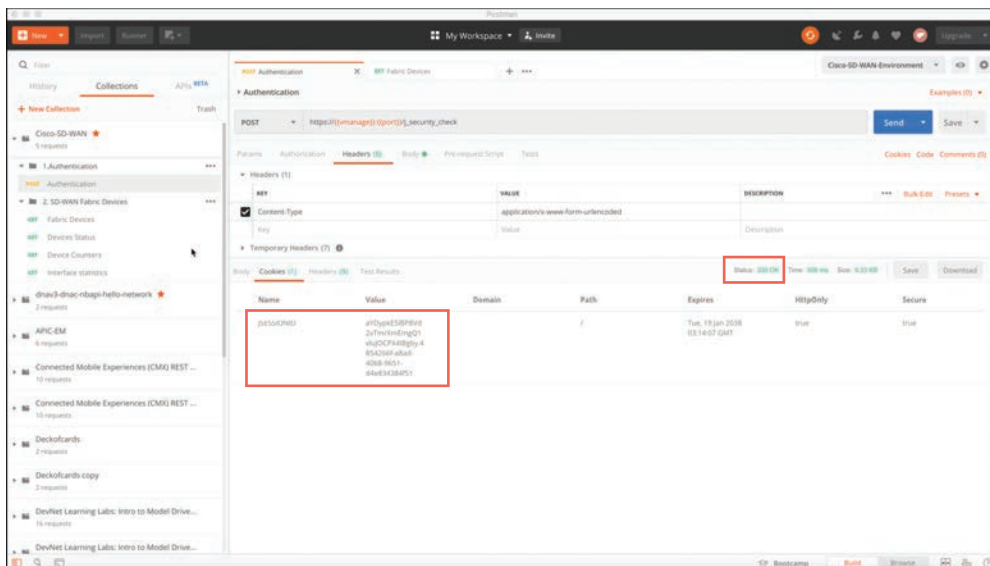 Postman
New Import Runner
My Workspace Invite
Upgrade
Filter
History Collections APIs BETA
+ New Collection Trash
Cisco-SD-WAN
5 requests
1.Authentication
POST Authentication
2. SD-WAN Fabric Devices
GET Fabric Devices
GET Devices Status
GET Device Counters
GET Interface statistics
dnav3-dnac-nbapi-hello-network
3 requests
APIC-EM
6 requests
Connected Mobile Experiences (CMX) REST ...
10 requests
Connected Mobile Experiences (CMX) REST ...
10 requests
Deckofcards
2 requests
Deckofcards copy
2 requests
DevNet Learning Labs: Intro to Model Drive...
16 requests
DevNet Learning Labs: Intro to Model Drive...
POST Authentication X GET Fabric Devices + •••
Cisco-SD-WAN-Environment
Authentication
Examples (0)
POST https://{{vmanage}}:{{port}}/j_security_check
Send Save
Params Authorization Headers Body Pre-request Script Tests
Cookies Code Comments (0)
Headers (1)
KEY VALUE DESCRIPTION ••• Bulk Edit Presets
Content-Type application/x-www-form-urlencoded
Key Value Description
Temporary Headers (7)
Body Cookies (1) Headers Test Results
Status: 200 OK Time: Size: Save Download
Name Value Domain Path Expires HttpOnly Secure
JSESSIONID / Tue, 19 Jan 2038 true true
03:14:07 GMT
Bootcamp Build Browse